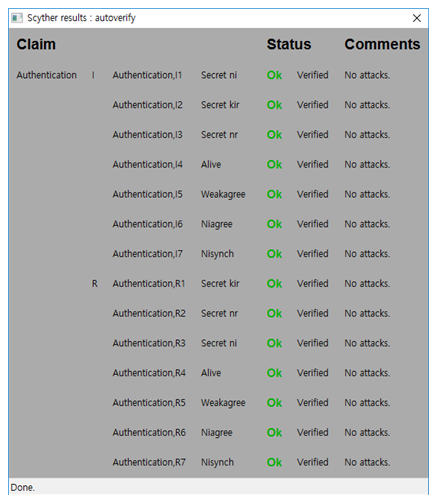 Scyther results : autoverify
Claim Status Comments
Authentication I Authentication,I1 Secret ni Ok Verified No attacks.
Authentication,I2 Secret kir Ok Verified No attacks.
Authentication,I3 Secret nr Ok Verified No attacks.
Authentication,I4 Alive Ok Verified No attacks.
Authentication,I5 Weakagree Ok Verified No attacks.
Authentication,I6 Niagree Ok Verified No attacks.
Authentication,I7 Nisynch Ok Verified No attacks.
R Authentication,R1 Secret kir Ok Verified No attacks.
Authentication,R2 Secret nr Ok Verified No attacks.
Authentication,R3 Secret ni Ok Verified No attacks.
Authentication,R4 Alive Ok Verified No attacks.
Authentication,R5 Weakagree Ok Verified No attacks.
Authentication,R6 Niagree Ok Verified No attacks.
Authentication,R7 Nisynch Ok Verified No attacks.
Done.